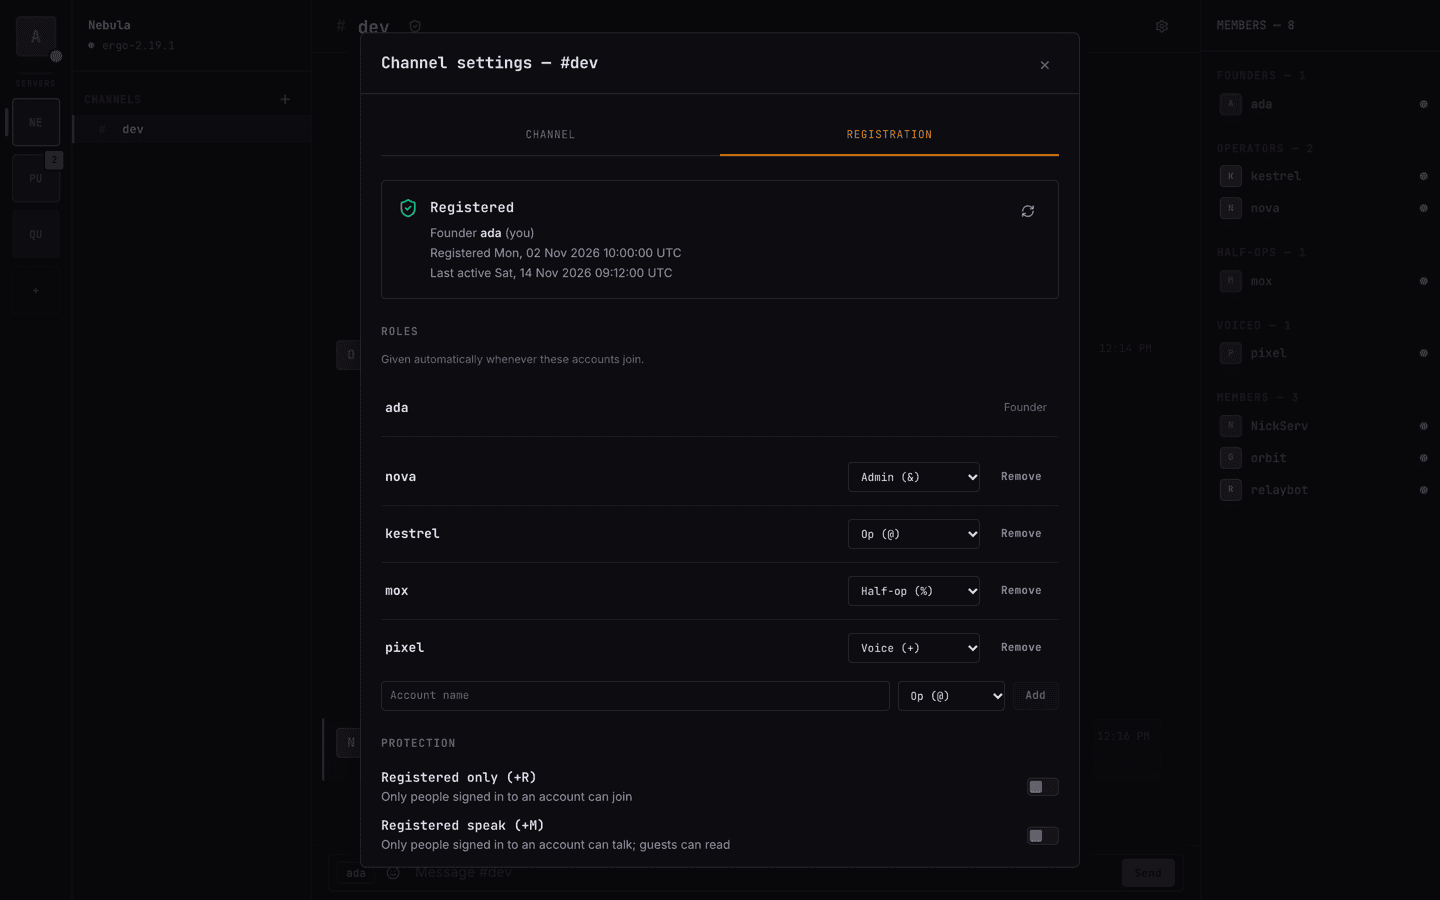 A
SERVERS
NE
2
PU
QU
+
Nebula
ergo-2.19.1
CHANNELS
+
# dev
# dev
O
12:14 PM
N
12:16 PM
ada
Message #dev
Send
Channel settings — #dev
×
CHANNEL
REGISTRATION
Registered
Founder ada (you)
Registered Mon, 02 Nov 2026 10:00:00 UTC
Last active Sat, 14 Nov 2026 09:12:00 UTC
ROLES
Given automatically whenever these accounts join.
ada
Founder
nova
Admin (&)
Remove
kestrel
Op (@)
Remove
mox
Half-op (%)
Remove
pixel
Voice (+)
Remove
Account name
Op (@)
Add
PROTECTION
Registered only (+R)
Only people signed in to an account can join
Registered speak (+M)
Only people signed in to an account can talk; guests can read
MEMBERS — 8
FOUNDERS — 1
A ada
OPERATORS — 2
K kestrel
N nova
HALF-OPS — 1
M mox
VOICED — 1
P pixel
MEMBERS — 3
N NickServ
O orbit
R relaybot